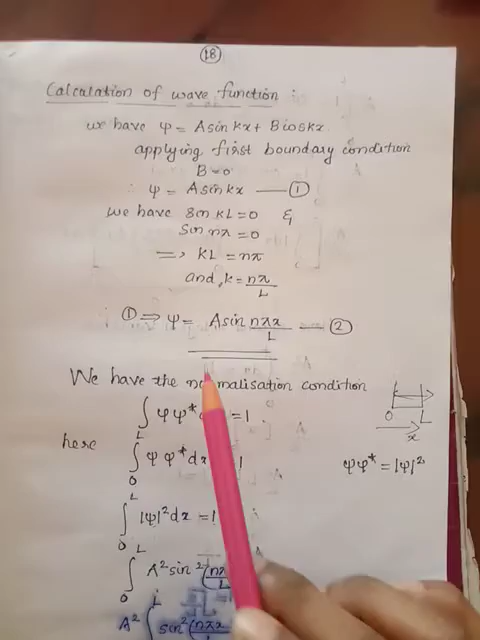 18
Calculation of wave function :
we have ψ = A sin kx + B cos kx
applying first boundary condition
B = 0
∴ ψ = A sin kx —— ①
we have Sin kL = 0 &
Sin nπ = 0
⟹ kL = nπ
and, k = nπ/L
∴ ① ⟹ ψ = A sin nπx/L —— ②
We have the normalisation condition
∫ ψψ* = 1
0 L
x
here ∫₀ᴸ ψψ* dx = 1
ψψ* = |ψ|²
∫₀ᴸ |ψ|² dx = 1
∫₀ᴸ A² sin² (nπx
A² ∫ᴸ sin² (nπx/L